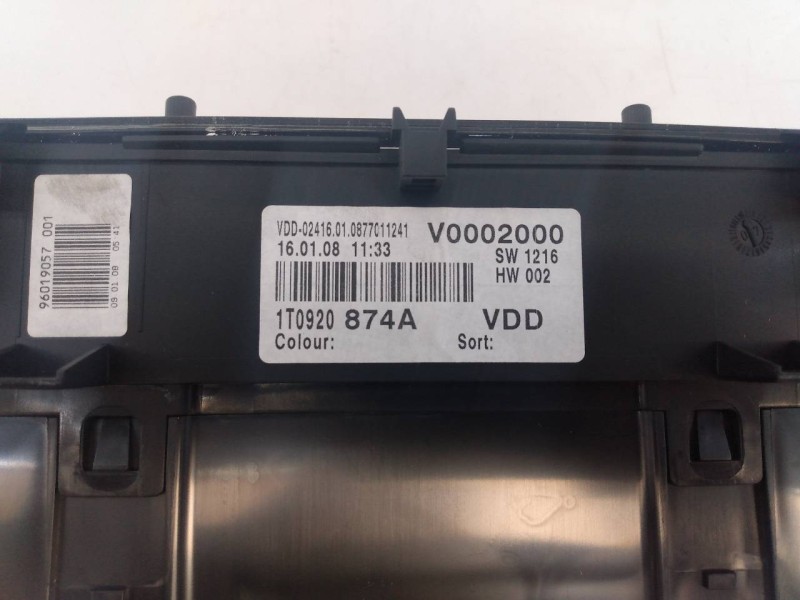 VDD-02416.01.0877011241 V0002000
16.01.08 11:33 SW 1216
HW 002
1T0920 874A VDD
Colour: Sort:
96019057 001
09 01 08 05 41